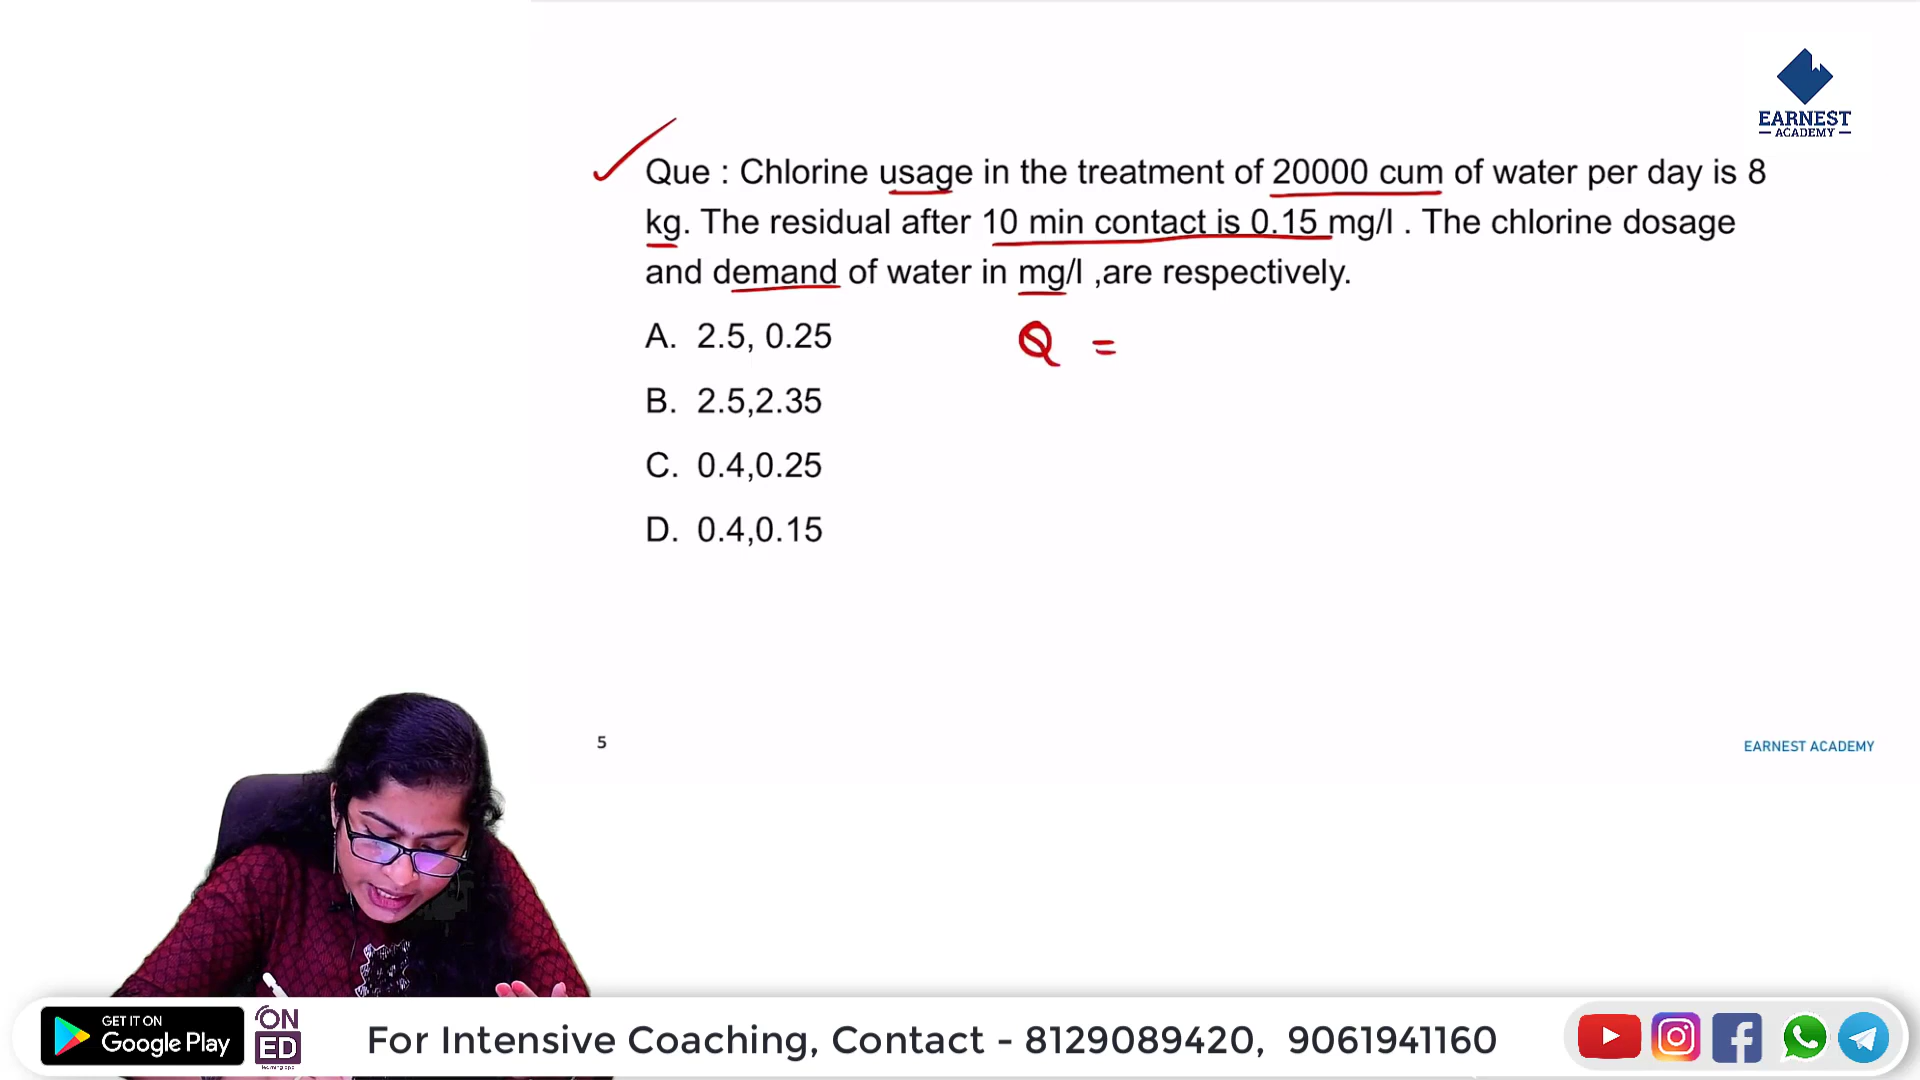 EARNEST
ACADEMY
Que : Chlorine usage in the treatment of 20000 cum of water per day is 8
kg. The residual after 10 min contact is 0.15 mg/l . The chlorine dosage
and demand of water in mg/l ,are respectively.
A. 2.5, 0.25
Q =
B. 2.5,2.35
C. 0.4,0.25
D. 0.4,0.15
5
EARNEST ACADEMY
GET IT ON
Google Play
ON
ED
learning app
For Intensive Coaching, Contact - 8129089420, 9061941160